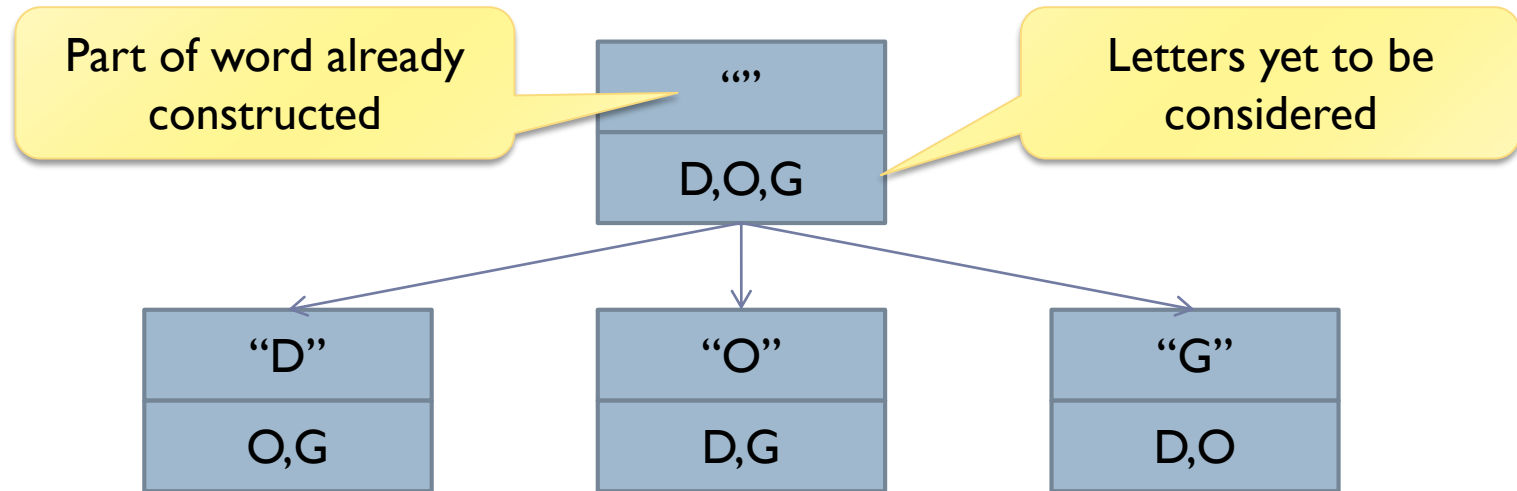 Part of word already
constructed
“”
D,O,G
Letters yet to be
considered
“D”
O,G
“O”
D,G
“G”
D,O